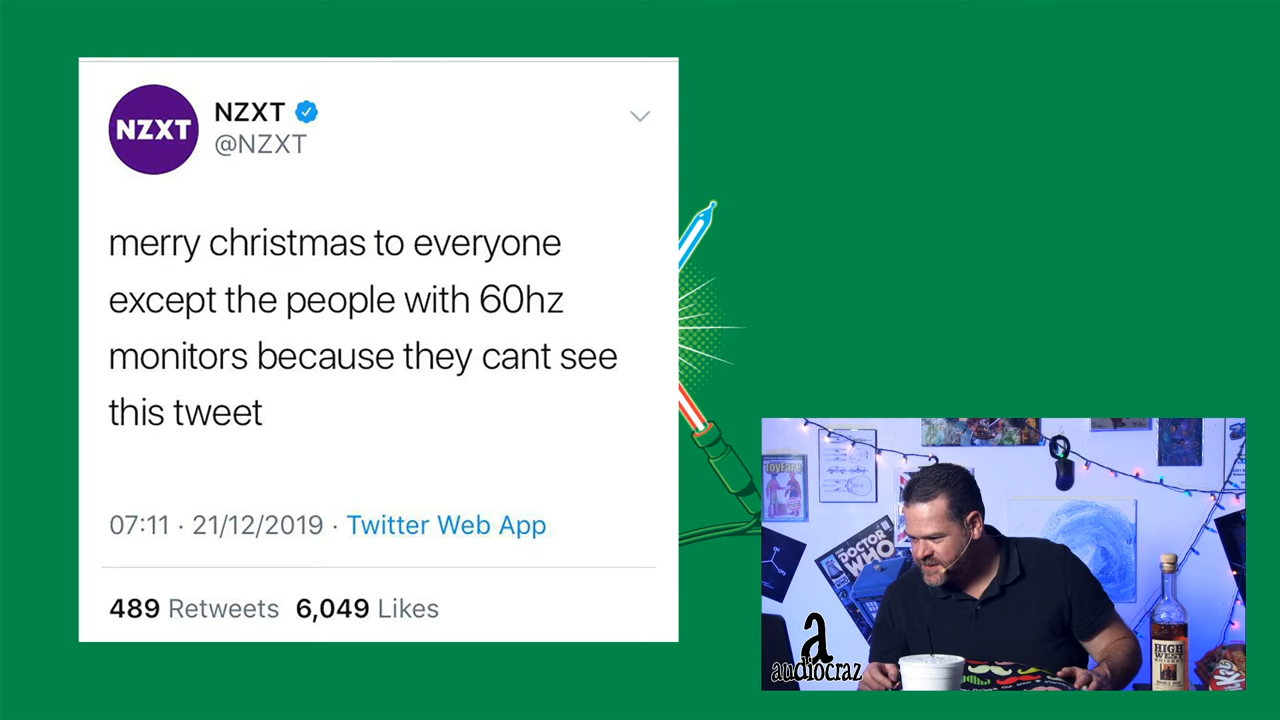 NZXT
NZXT
@NZXT
merry christmas to everyone
except the people with 60hz
monitors because they cant see
this tweet
07:11 · 21/12/2019 · Twitter Web App
489 Retweets 6,049 Likes
ToyFare
DOCTOR
WHO
a
audiocraz
HIGH
WEST